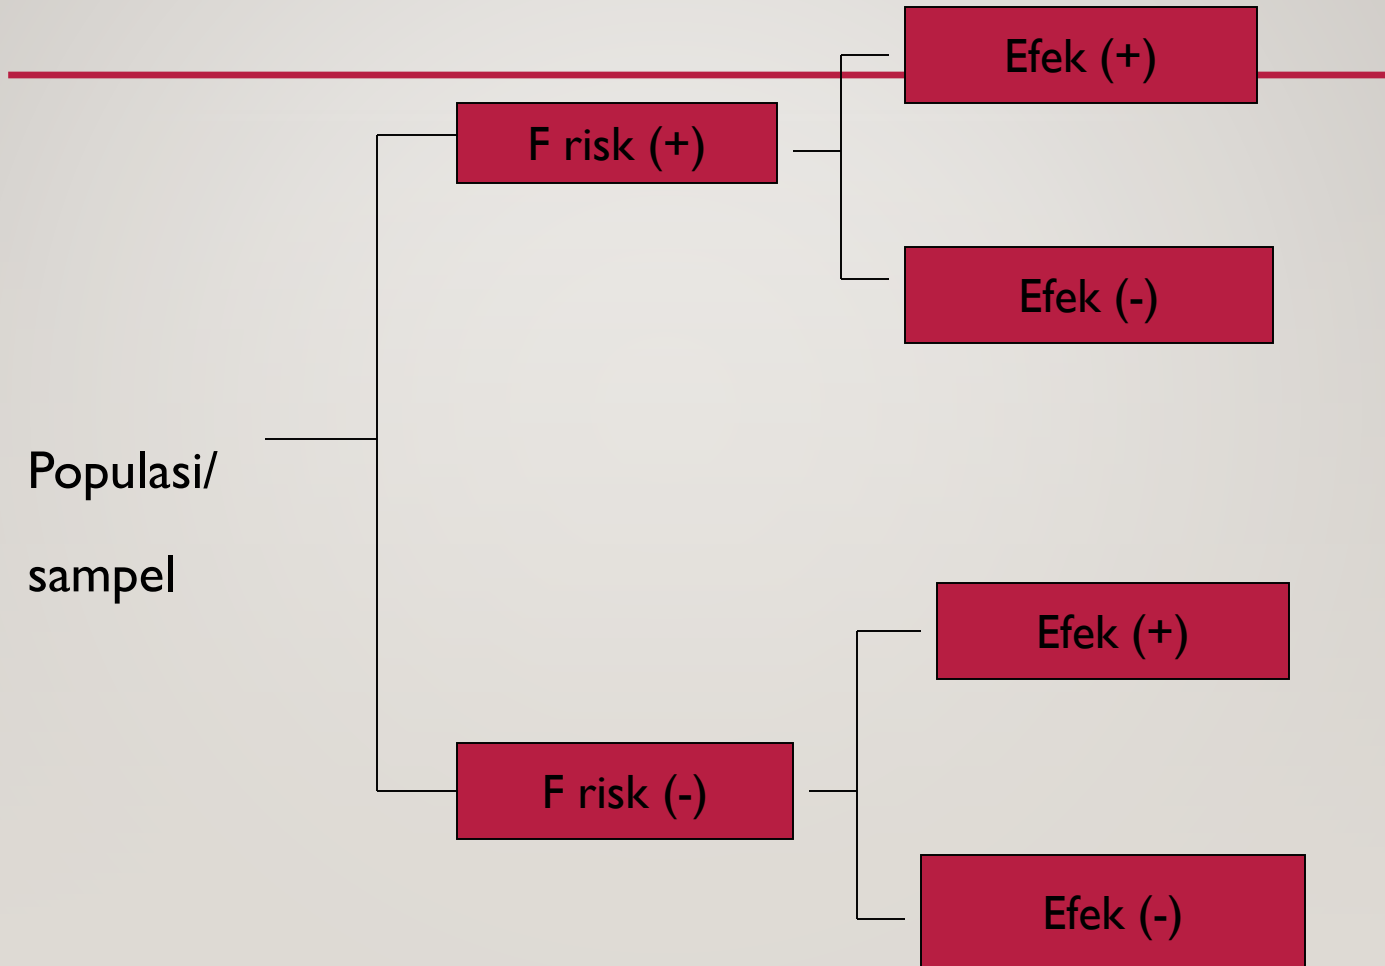 Efek (+)
F risk (+)
Efek (-)
Populasi/
sampel
Efek (+)
F risk (-)
Efek (-)